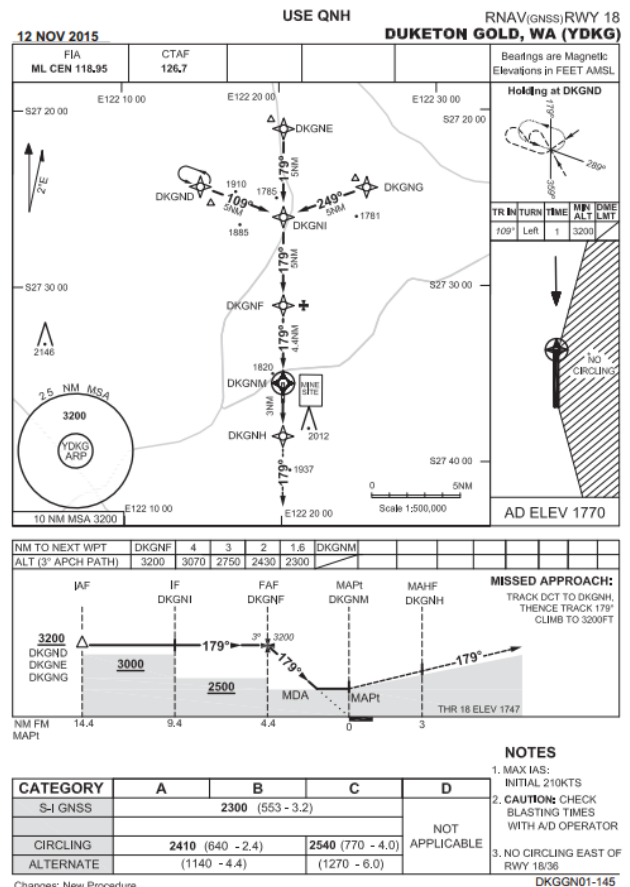 USE QNH
RNAV(GNSS)RWY 18
12 NOV 2015
DUKETON GOLD, WA (YDKG)
FIA
ML CEN 118.95
CTAF
126.7
Bearings are Magnetic
Elevations in FEET AMSL
E122 10 00
E122 20 00
E122 30 00
S27 20 00
S27 20 00
Holding at DKGND
179°
289°
359°
2°E
DKGNE
179°
5NM
DKGND
1910
1785
109°
5NM
1885
249°
5NM
DKGNG
1781
DKGNI
179°
5NM
TR IN
TURN
TIME
MIN ALT
DME LMT
109°
Left
1
3200
S27 30 00
S27 30 00
DKGNF
179°
4.4NM
2146
1820
DKGNM
MINE SITE
3NM
2012
DKGNH
1937
179°
NO
CIRCLING
25 NM MSA
3200
YDKG
ARP
10 NM MSA 3200
S27 40 00
0
5NM
Scale 1:500,000
E122 10 00
E122 20 00
AD ELEV 1770
NM TO NEXT WPT DKGNF 4 3 2 1.6 DKGNM
ALT (3° APCH PATH) 3200 3070 2750 2430 2300
MISSED APPROACH:
TRACK DCT TO DKGNH,
THENCE TRACK 179°
CLIMB TO 3200FT
IAF
IF
DKGNI
FAF
DKGNF
MAPt
DKGNM
MAHF
DKGNH
3200
DKGND
DKGNE
DKGNG
3000
179°
3°
3200
179°
2500
MDA
MAPt
179°
THR 18 ELEV 1747
NM FM
MAPt
14.4
9.4
4.4
0
3
NOTES
1. MAX IAS:
INITIAL 210KTS
2. CAUTION: CHECK
BLASTING TIMES
WITH A/D OPERATOR
3. NO CIRCLING EAST OF
RWY 18/36
CATEGORY A B C D
S-I GNSS 2300 (553 - 3.2)
NOT
APPLICABLE
CIRCLING 2410 (640 - 2.4) 2540 (770 - 4.0)
ALTERNATE (1140 - 4.4) (1270 - 6.0)
Changes: New Procedure
DKGGN01-145